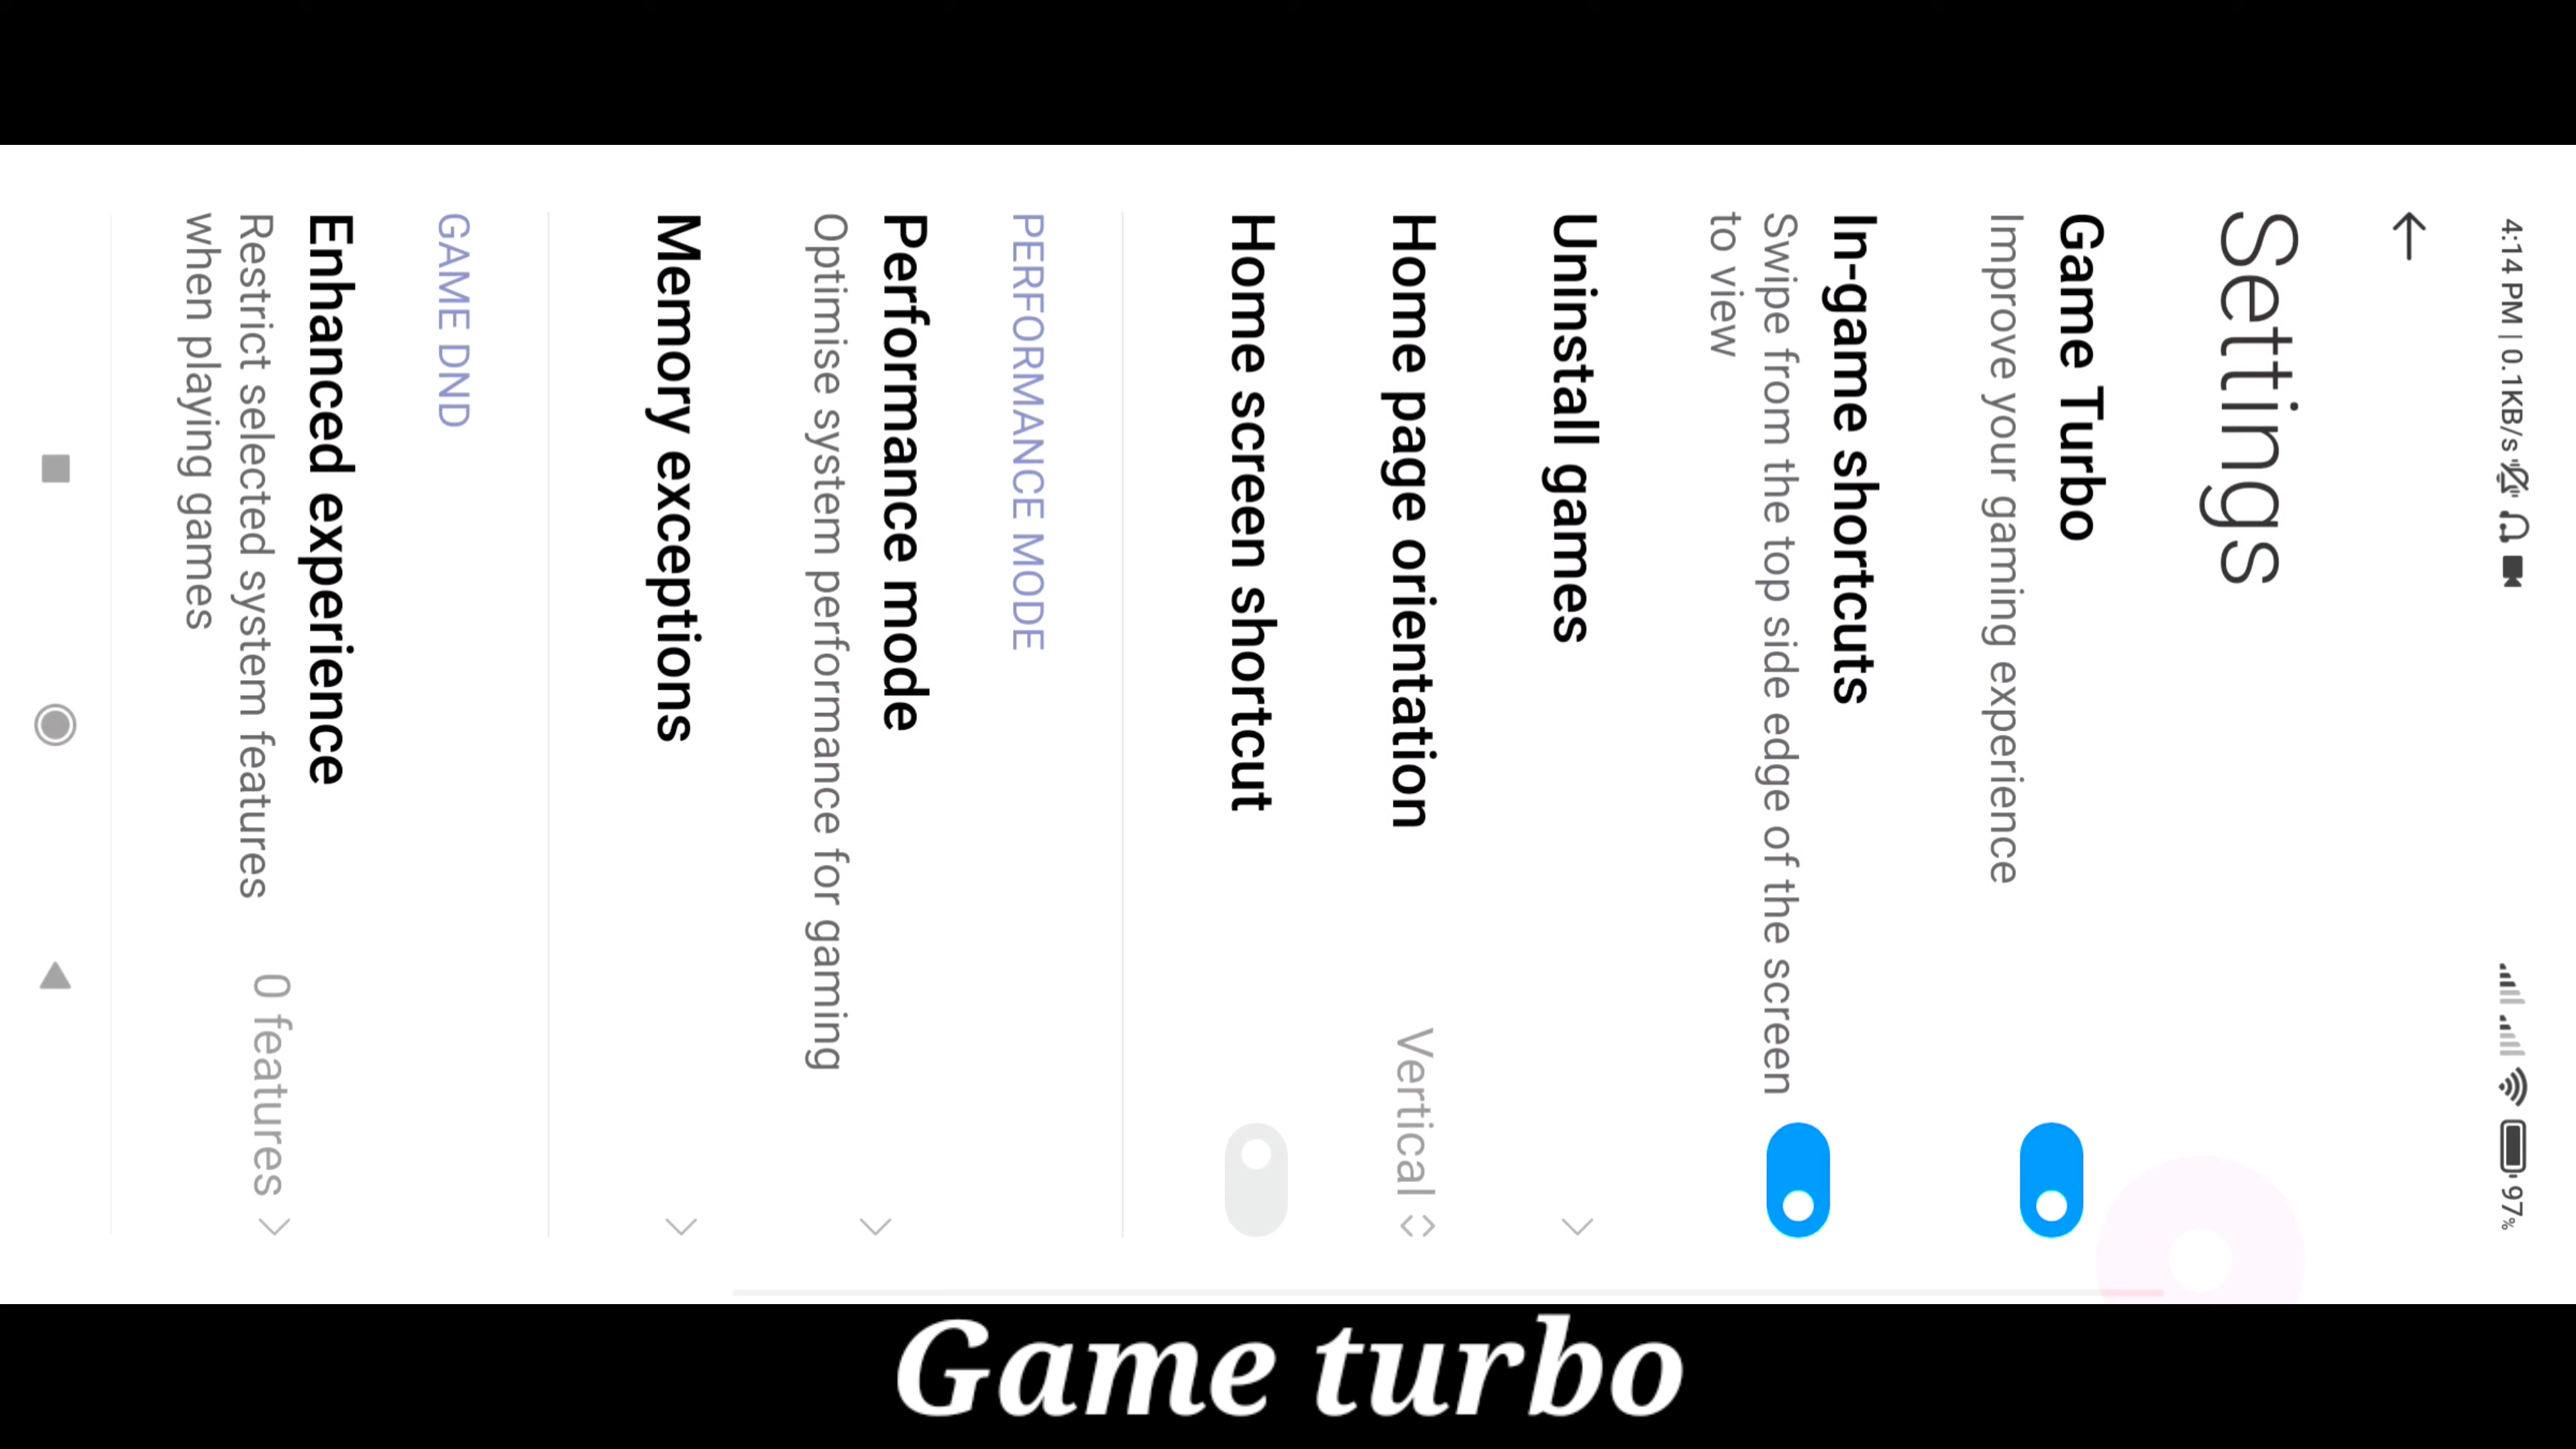 4:14 PM | 0.1KB/s
97%
Settings
Game Turbo
Improve your gaming experience
In-game shortcuts
Swipe from the top side edge of the screen
to view
Uninstall games
Home page orientation
Vertical
Home screen shortcut
PERFORMANCE MODE
Performance mode
Optimise system performance for gaming
Memory exceptions
GAME DND
Enhanced experience
Restrict selected system features
when playing games
0 features
Game turbo